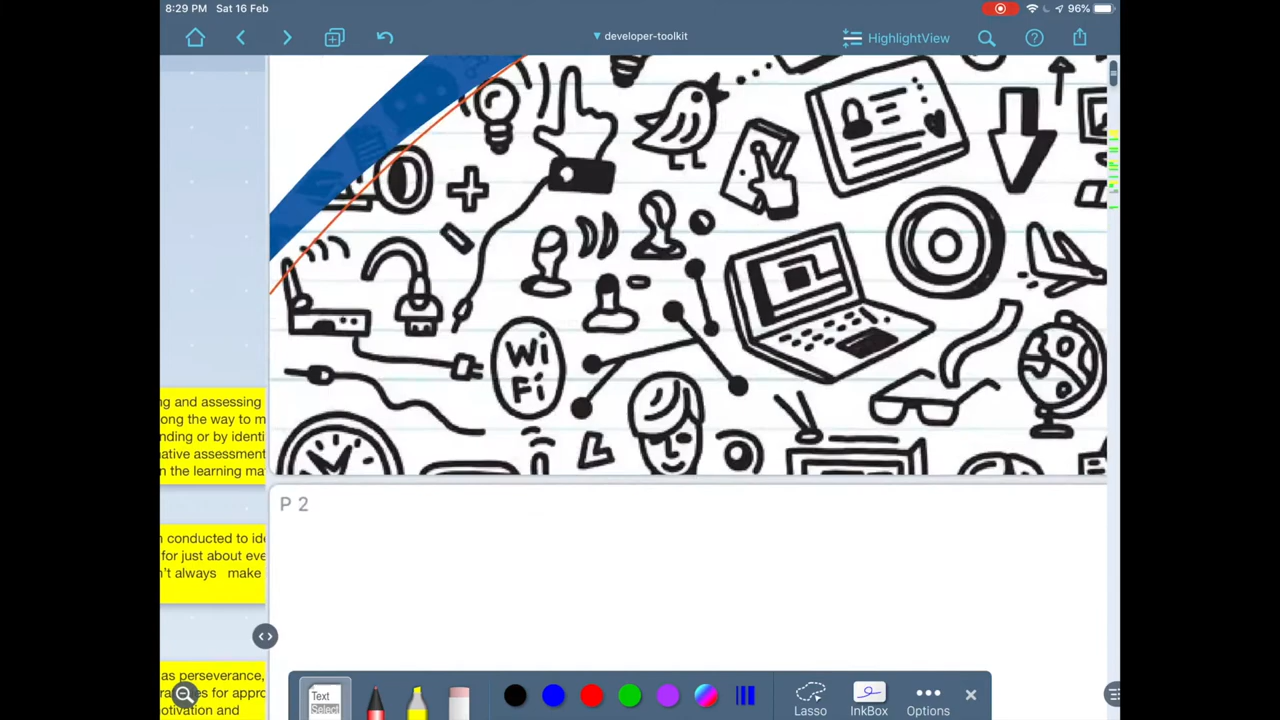 8:29 PM Sat 16 Feb
96%
developer-toolkit
HighlightView
Wi
Fi
ng and assessing
ong the way to m
nding or by identi
native assessment
n the learning ma
P 2
n conducted to ide
for just about eve
n't always make
as perseverance,
es for appro
otivation and
Text
Select
Lasso
InkBox
Options